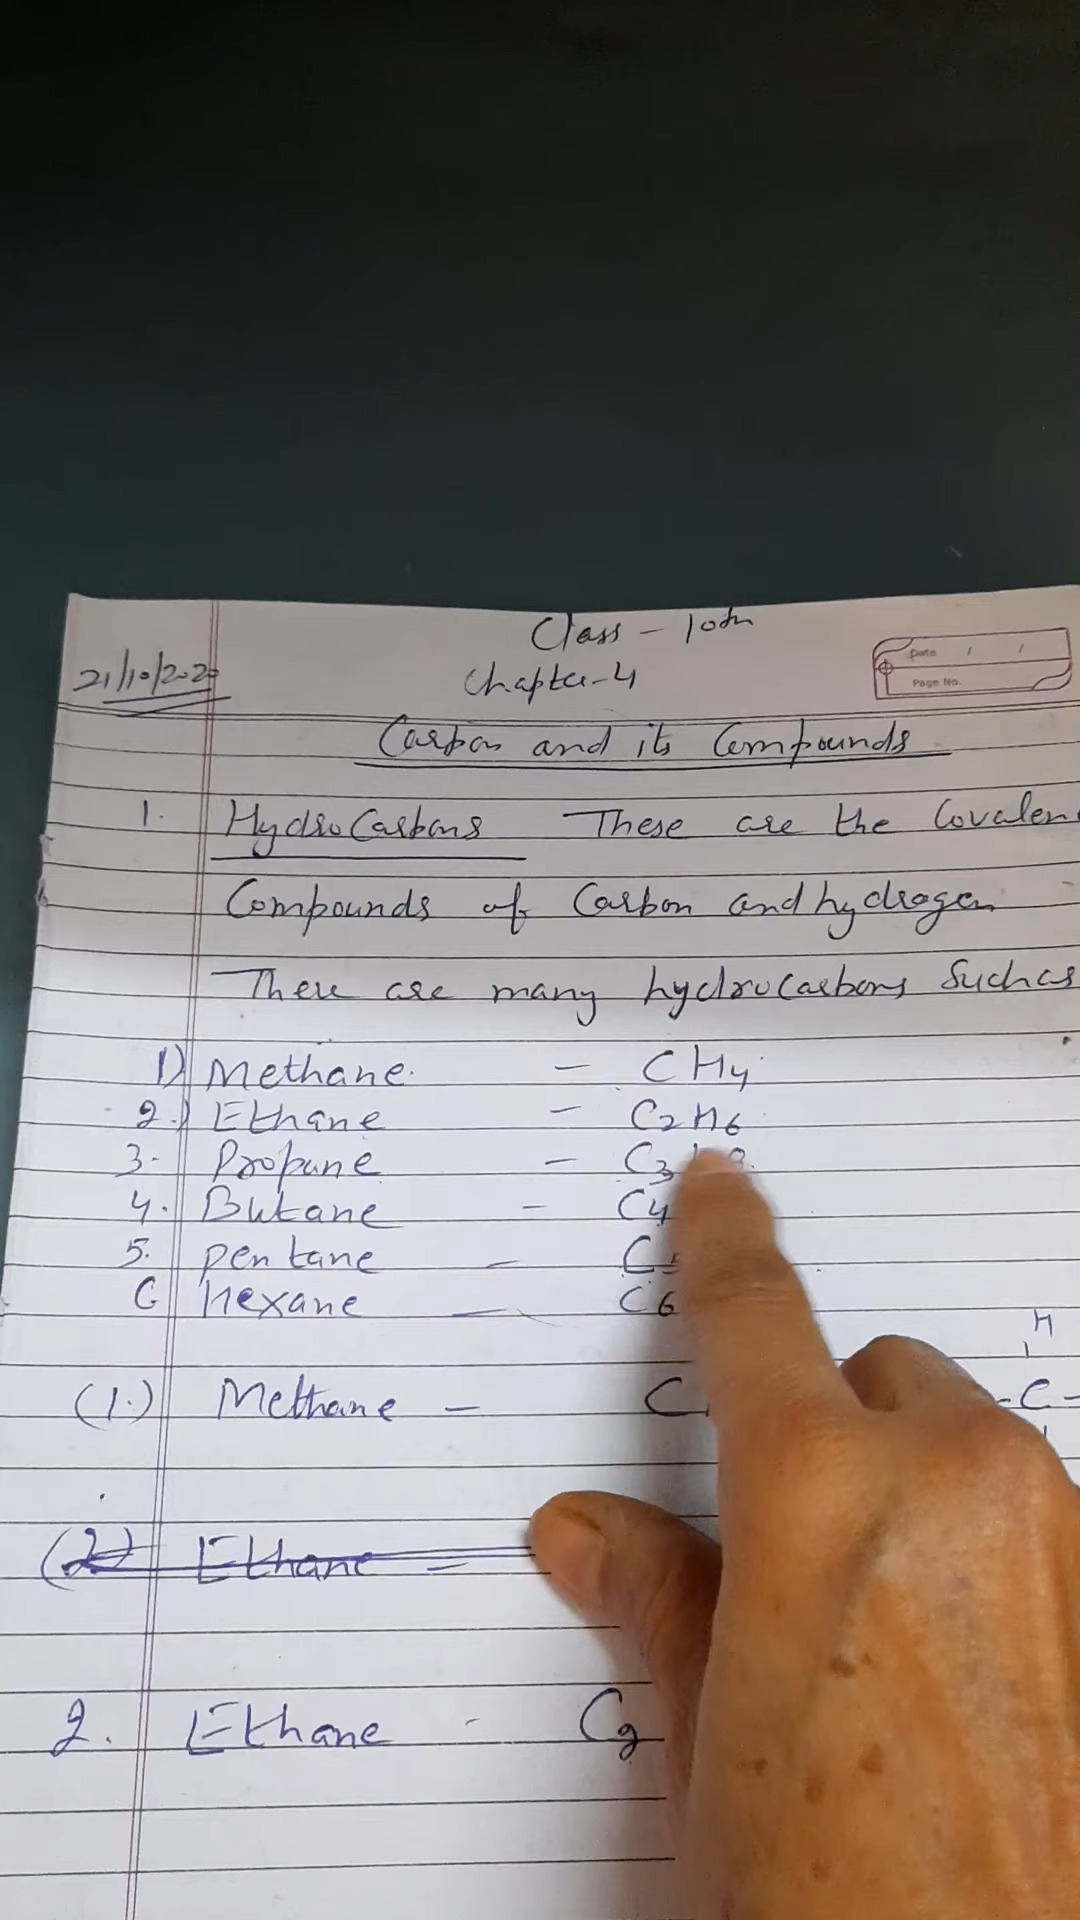 Class - 10th
21/10/2020
Chapter-4
Date / /
Page No.
Carbon and its Compounds
1. Hydrocarbons These are the Covalen
Compounds of Carbon and hydrogen
There are many hydrocarbons Such as
1) Methane. - CH4
2.) Ethane - C2H6
3. Propane - C3
4. Butane - C4
5. Pentane - C
6 Hexane - C6
H
(1.) Methane - C -C-
(2) Ethane =
2. Ethane - C2